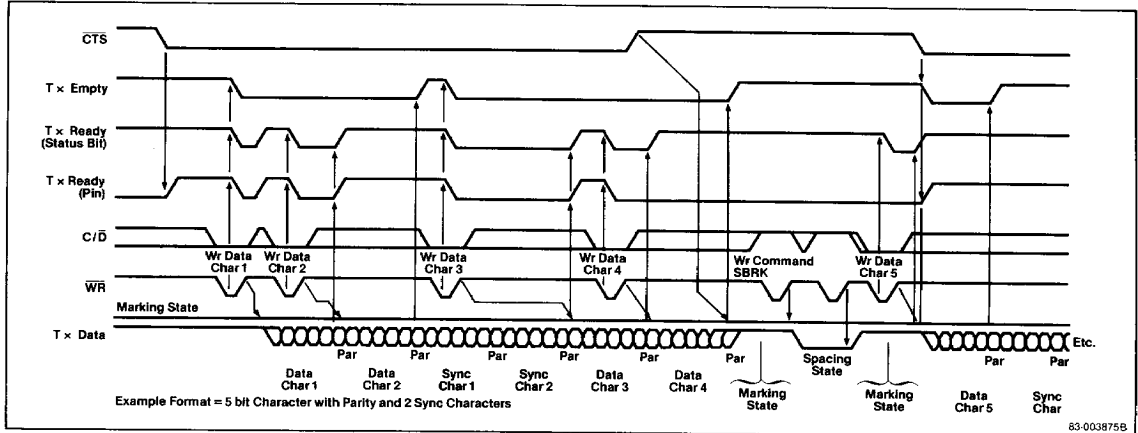 CTS
T × Empty
T × Ready
(Status Bit)
T × Ready
(Pin)
C/D
Wr Data
Char 1
Wr Data
Char 2
Wr Data
Char 3
Wr Data
Char 4
Wr Command
SBRK
Wr Data
Char 5
WR
Marking State
T × Data
Etc.
Par
Par
Par
Par
Par
Par
Par
Par
Data
Char 1
Data
Char 2
Sync
Char 1
Sync
Char 2
Data
Char 3
Data
Char 4
Marking
State
Spacing
State
Marking
State
Data
Char 5
Sync
Char
Example Format = 5 bit Character with Parity and 2 Sync Characters
83-003875B